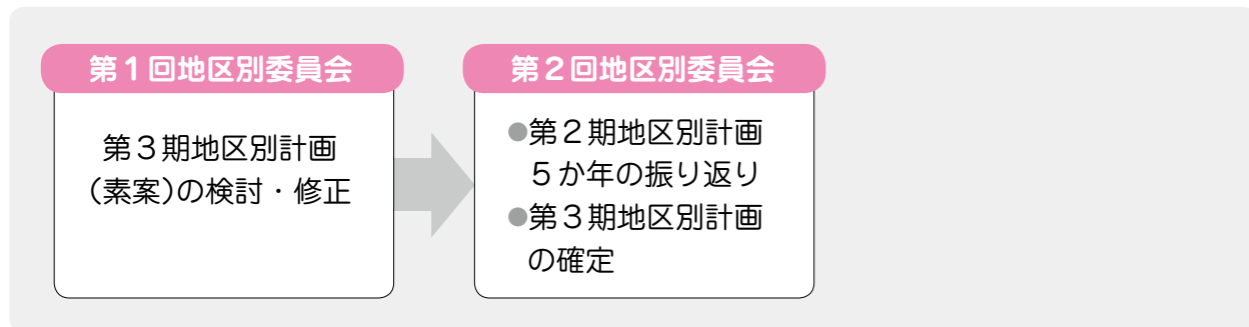 第１回地区別委員会
第３期地区別計画
（素案）の検討・修正
第２回地区別委員会
●第２期地区別計画
５か年の振り返り
●第３期地区別計画
の確定